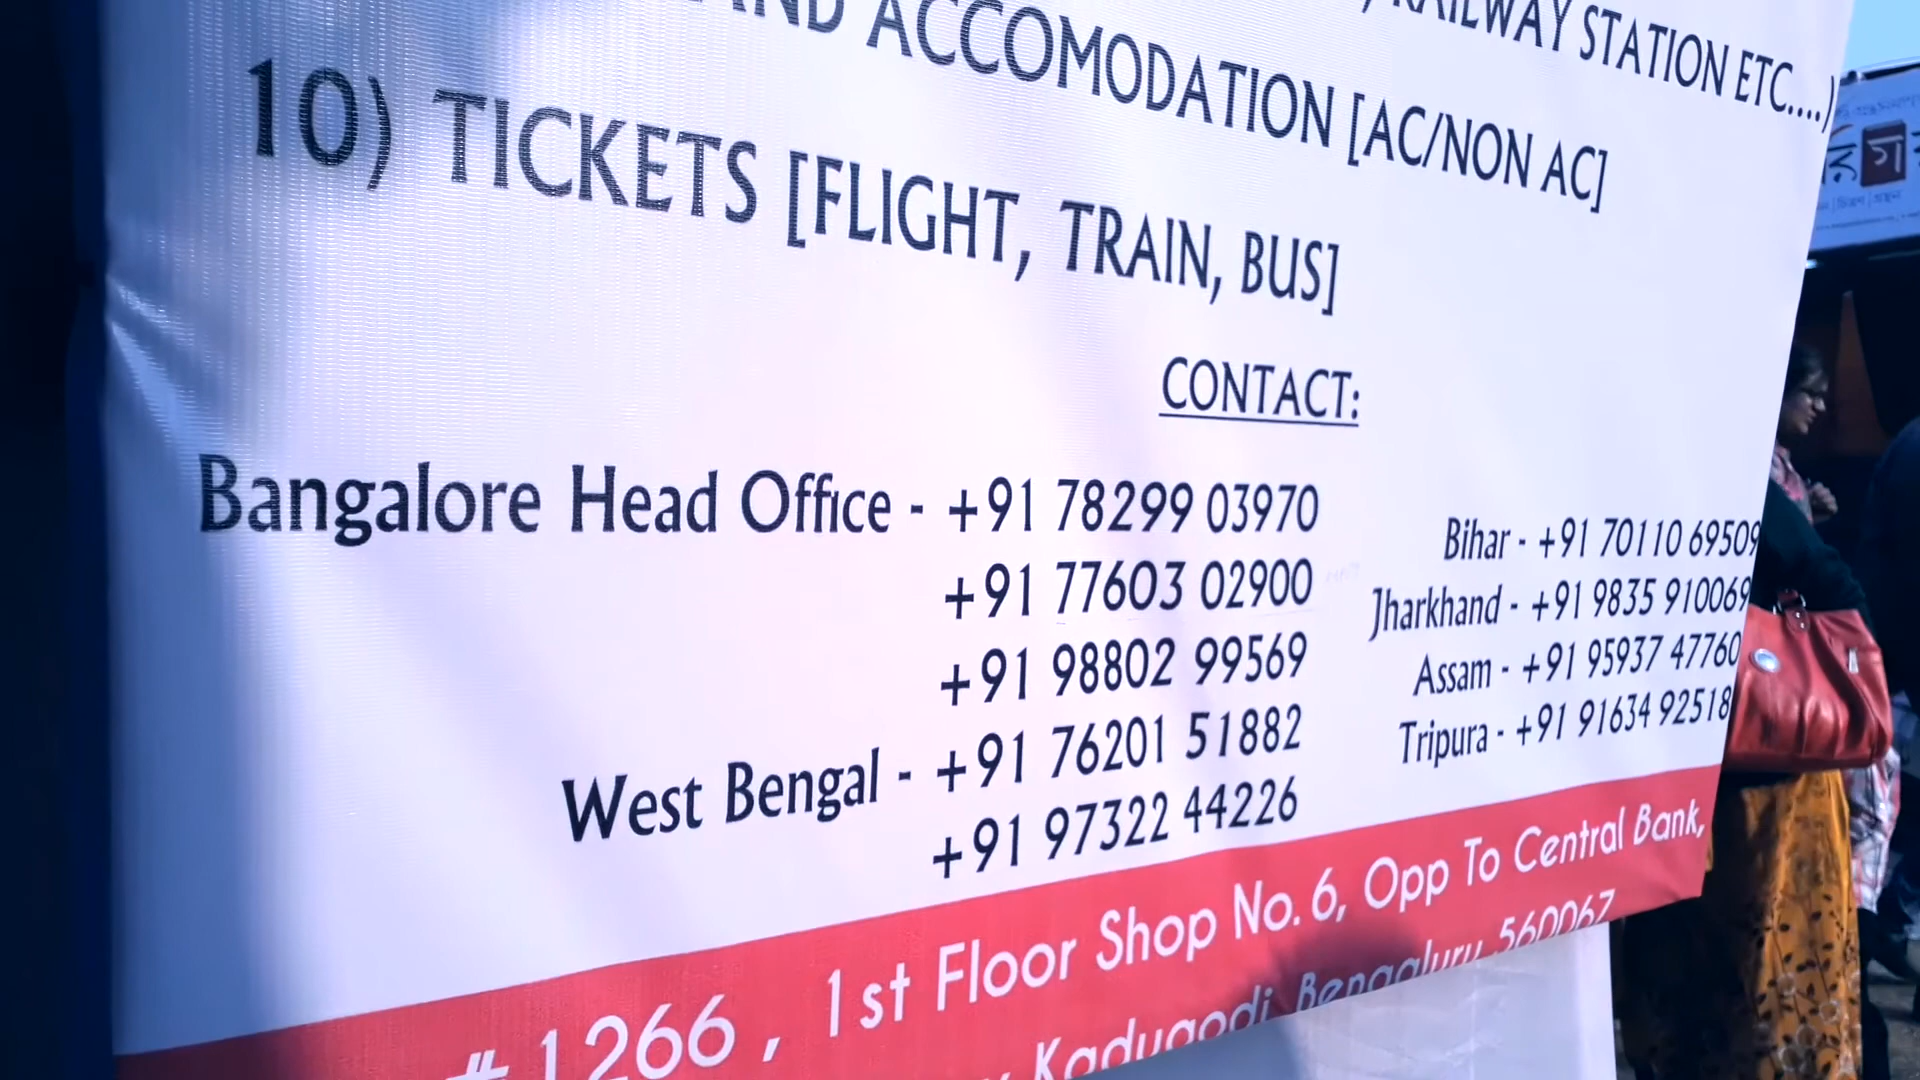 RAILWAY STATION ETC....)
AND ACCOMODATION [AC/NON AC]
10) TICKETS [FLIGHT, TRAIN, BUS]
CONTACT:
Bangalore Head Office - +91 78299 03970
+91 77603 02900
+91 98802 99569
West Bengal - +91 76201 51882
+91 97322 44226
Bihar - +91 70110 69509
Jharkhand - +91 9835 910069
Assam - +91 95937 47760
Tripura - +91 91634 92518
#1266 , 1st Floor Shop No. 6, Opp To Central Bank,
Kadugodi, Bengaluru 560067